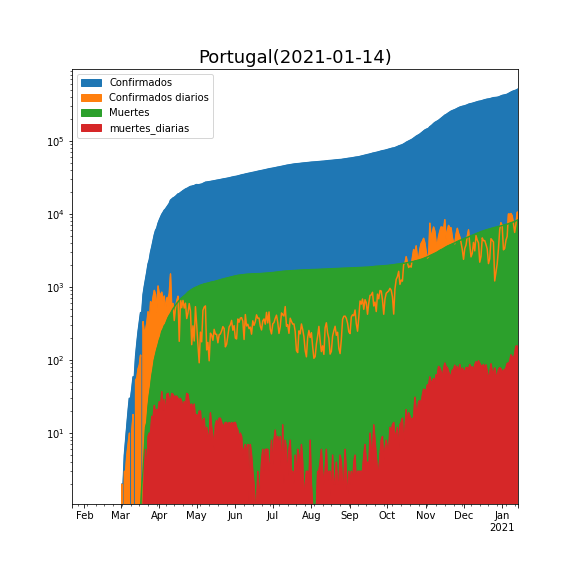 Portugal(2021-01-14)
Confirmados
Confirmados diarios
Muertes
muertes_diarias
10⁵
10⁴
10³
10²
10¹
Feb Mar Apr May Jun Jul Aug Sep Oct Nov Dec Jan
2021